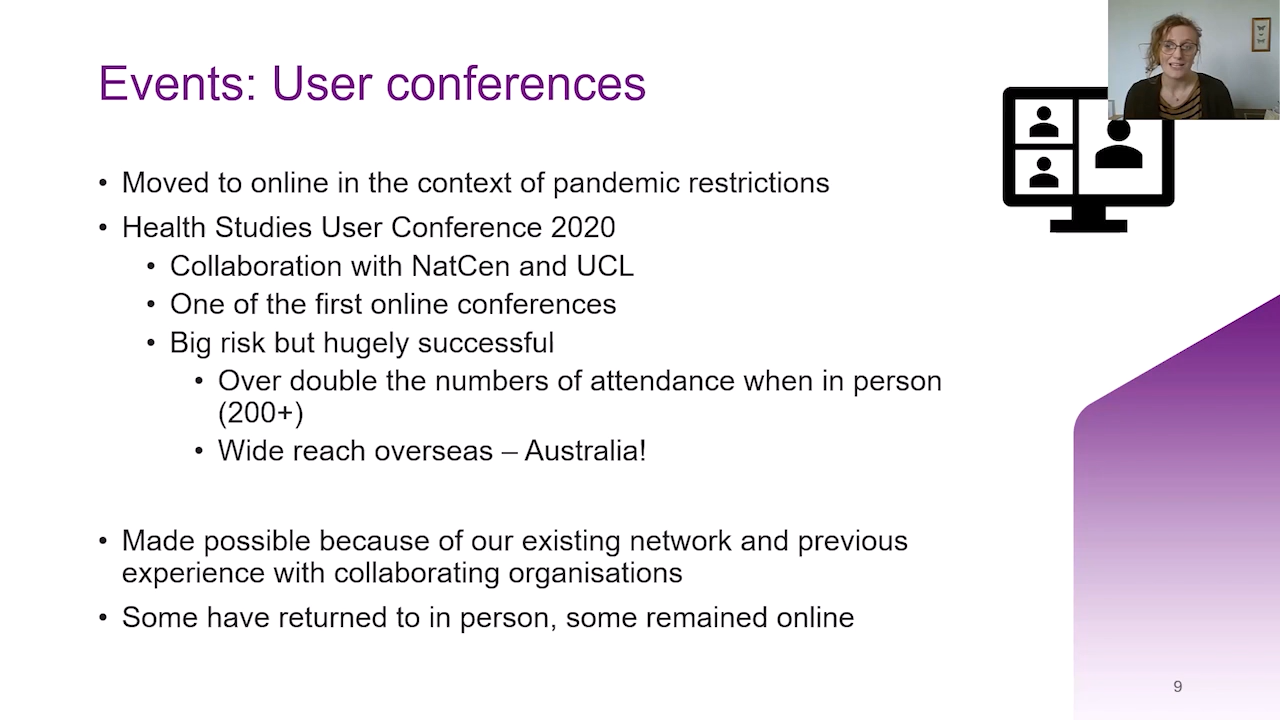 Events: User conferences
• Moved to online in the context of pandemic restrictions
• Health Studies User Conference 2020
• Collaboration with NatCen and UCL
• One of the first online conferences
• Big risk but hugely successful
• Over double the numbers of attendance when in person
(200+)
• Wide reach overseas – Australia!
• Made possible because of our existing network and previous
experience with collaborating organisations
• Some have returned to in person, some remained online
9